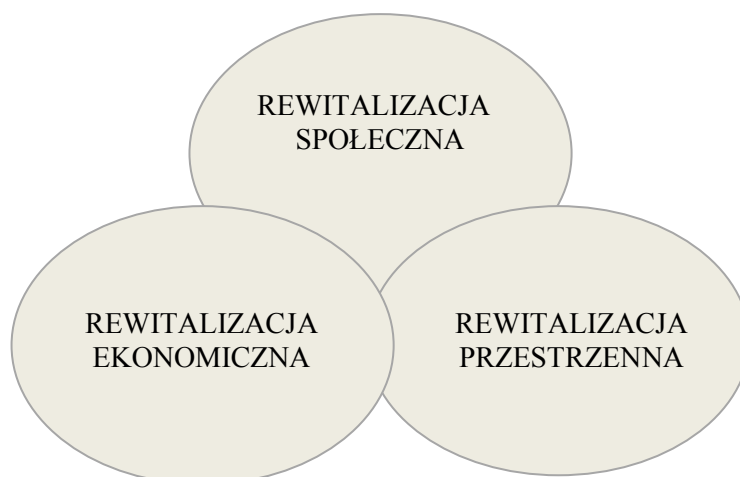 REWITALIZACJA
SPOŁECZNA
REWITALIZACJA
EKONOMICZNA
REWITALIZACJA
PRZESTRZENNA